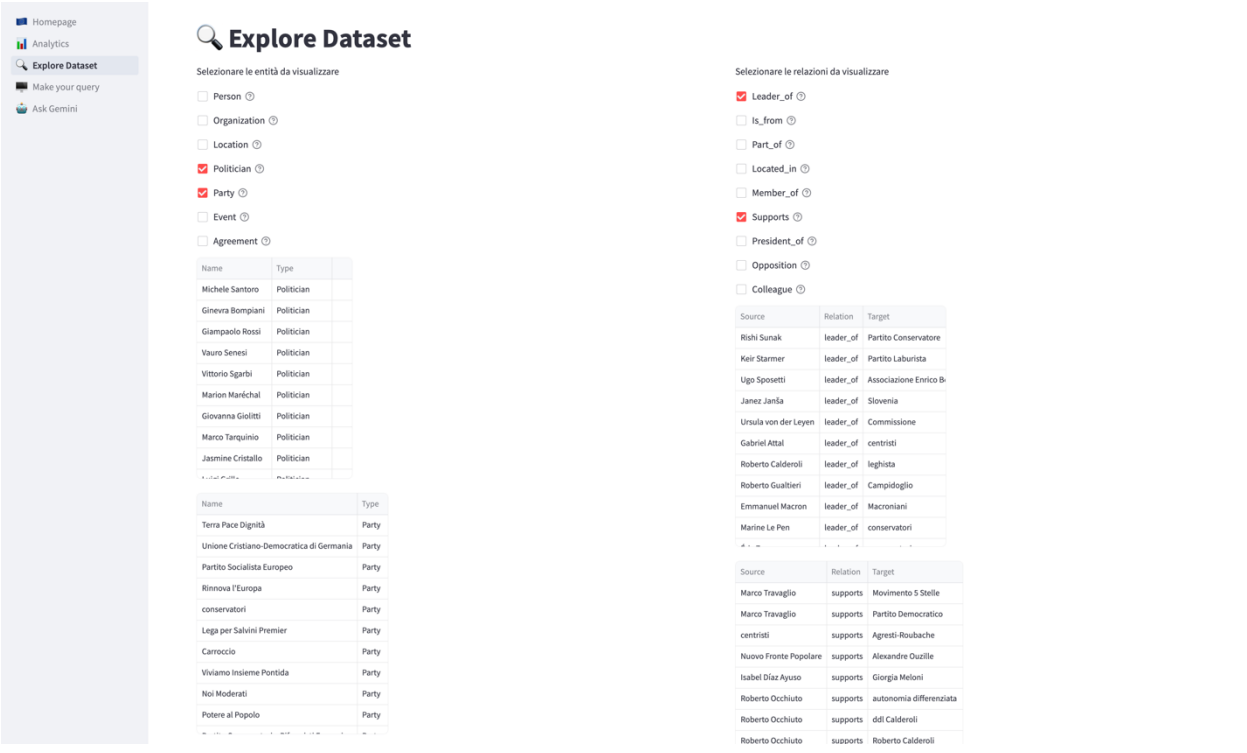 Homepage
Analytics
Explore Dataset
Make your query
Ask Gemini
Explore Dataset
Selezionare le entità da visualizzare
Person
Organization
Location
Politician
Party
Event
Agreement
Name Type
Michele Santoro Politician
Ginevra Bompiani Politician
Giampaolo Rossi Politician
Vauro Senesi Politician
Vittorio Sgarbi Politician
Marion Maréchal Politician
Giovanna Giolitti Politician
Marco Tarquinio Politician
Jasmine Cristallo Politician
Name Type
Terra Pace Dignità Party
Unione Cristiano-Democratica di Germania Party
Partito Socialista Europeo Party
Rinnova l'Europa Party
conservatori Party
Lega per Salvini Premier Party
Carroccio Party
Viviamo Insieme Pontida Party
Noi Moderati Party
Potere al Popolo Party
Selezionare le relazioni da visualizzare
Leader_of
Is_from
Part_of
Located_in
Member_of
Supports
President_of
Opposition
Colleague
Source Relation Target
Rishi Sunak leader_of Partito Conservatore
Keir Starmer leader_of Partito Laburista
Ugo Sposetti leader_of Associazione Enrico
Janez Janša leader_of Slovenia
Ursula von der Leyen leader_of Commissione
Gabriel Attal leader_of centristi
Roberto Calderoli leader_of leghista
Roberto Gualtieri leader_of Campidoglio
Emmanuel Macron leader_of Macroniani
Marine Le Pen leader_of conservatori
Source Relation Target
Marco Travaglio supports Movimento 5 Stelle
Marco Travaglio supports Partito Democratico
centristi supports Agresti-Roubache
Nuovo Fronte Popolare supports Alexandre Ouzille
Isabel Díaz Ayuso supports Giorgia Meloni
Roberto Occhiuto supports autonomia differenziata
Roberto Occhiuto supports ddl Calderoli
Roberto Occhiuto supports Roberto Calderoli